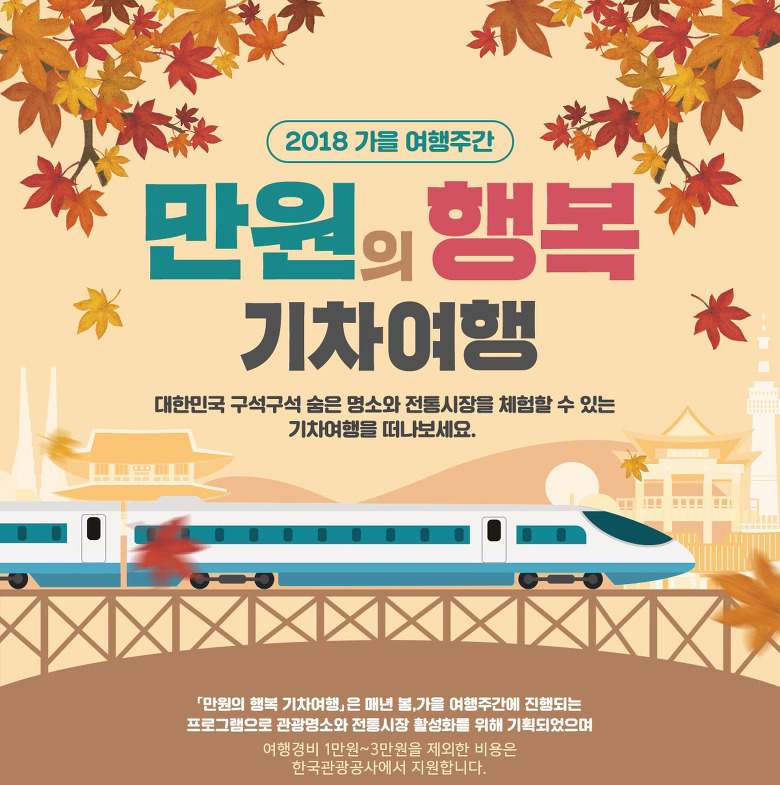 2018 가을 여행주간
만원의 행복
기차여행
대한민국 구석구석 숨은 명소와 전통시장을 체험할 수 있는
기차여행을 떠나보세요.
「만원의 행복 기차여행」은 매년 봄,가을 여행주간에 진행되는
프로그램으로 관광명소와 전통시장 활성화를 위해 기획되었으며
여행경비 1만원~3만원을 제외한 비용은
한국관광공사에서 지원합니다.